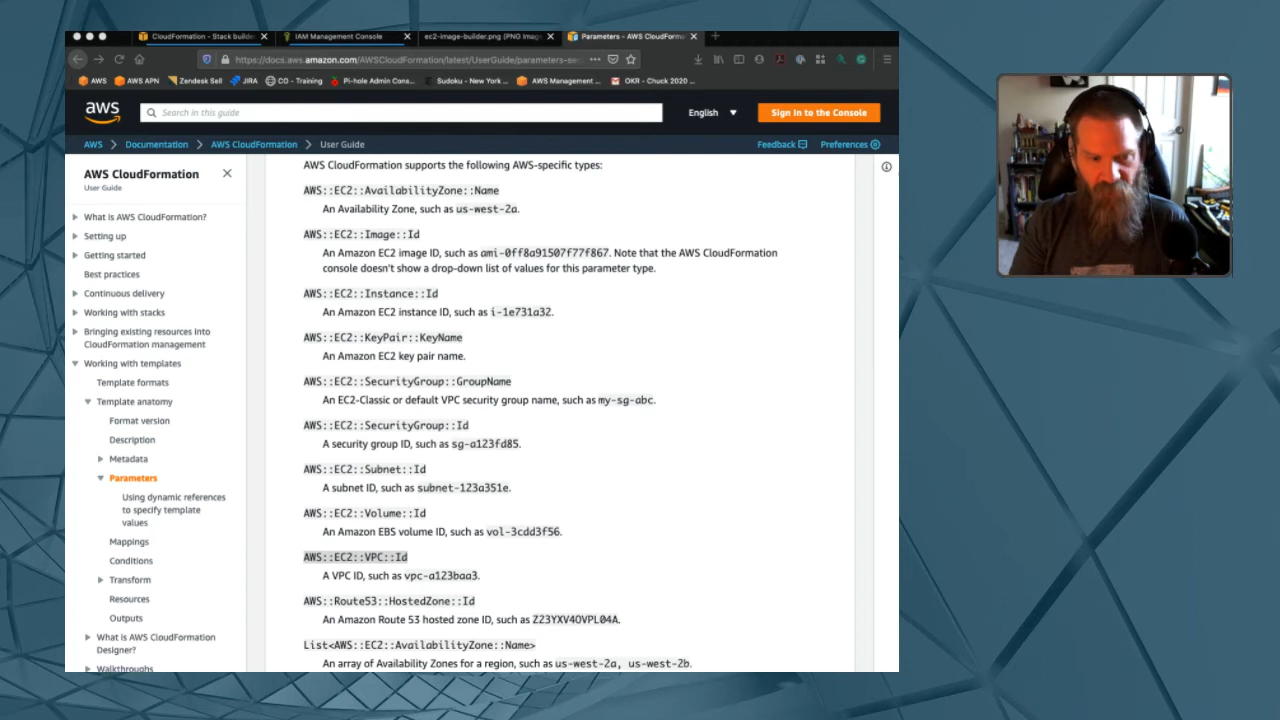 CloudFormation - Stack builde
IAM Management Console
ec2-image-builder.png (PNG Imag
Parameters - AWS CloudForma
https://docs.aws.amazon.com/AWSCloudFormation/latest/UserGuide/parameters-se
AWS
AWS APN
Zendesk Sell
JIRA
CO - Training
Pi-hole Admin Cons...
Sudoku - New York ...
AWS Management ...
OKR - Chuck 2020 ...
aws
Search in this guide
English
Sign In to the Console
AWS > Documentation > AWS CloudFormation > User Guide
Feedback
Preferences
AWS CloudFormation
User Guide
What is AWS CloudFormation?
Setting up
Getting started
Best practices
Continuous delivery
Working with stacks
Bringing existing resources into
CloudFormation management
Working with templates
Template formats
Template anatomy
Format version
Description
Metadata
Parameters
Using dynamic references
to specify template
values
Mappings
Conditions
Transform
Resources
Outputs
What is AWS CloudFormation
Designer?
Walkthroughs
AWS CloudFormation supports the following AWS-specific types:
AWS::EC2::AvailabilityZone::Name
An Availability Zone, such as us-west-2a.
AWS::EC2::Image::Id
An Amazon EC2 image ID, such as ami-0ff8a91507f77f867. Note that the AWS CloudFormation
console doesn't show a drop-down list of values for this parameter type.
AWS::EC2::Instance::Id
An Amazon EC2 instance ID, such as i-1e731a32.
AWS::EC2::KeyPair::KeyName
An Amazon EC2 key pair name.
AWS::EC2::SecurityGroup::GroupName
An EC2-Classic or default VPC security group name, such as my-sg-abc.
AWS::EC2::SecurityGroup::Id
A security group ID, such as sg-a123fd85.
AWS::EC2::Subnet::Id
A subnet ID, such as subnet-123a351e.
AWS::EC2::Volume::Id
An Amazon EBS volume ID, such as vol-3cdd3f56.
AWS::EC2::VPC::Id
A VPC ID, such as vpc-a123baa3.
AWS::Route53::HostedZone::Id
An Amazon Route 53 hosted zone ID, such as Z23YXV4OVPL04A.
List<AWS::EC2::AvailabilityZone::Name>
An array of Availability Zones for a region, such as us-west-2a, us-west-2b.